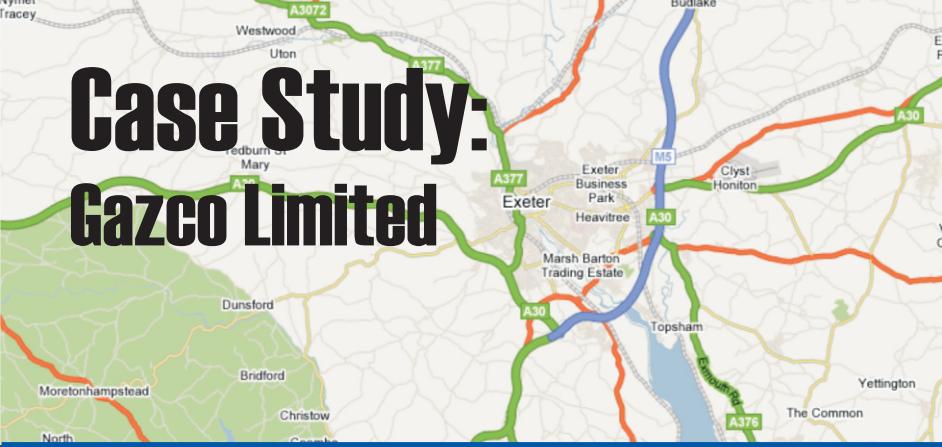 Nymet
Tracey
A3072
Budlake
Westwood
Uton
A377
Case Study:
A30
Tedburn St
Mary
M5
Exeter
Business
Park
Clyst
Honiton
A377
A30
Exeter
Gazco Limited
Heavitree
A30
Marsh Barton
Trading Estate
Dunsford
A30
Topsham
Bridford
Exmouth Rd
Moretonhampstead
Yettington
Christow
The Common
A376
North
Coombe